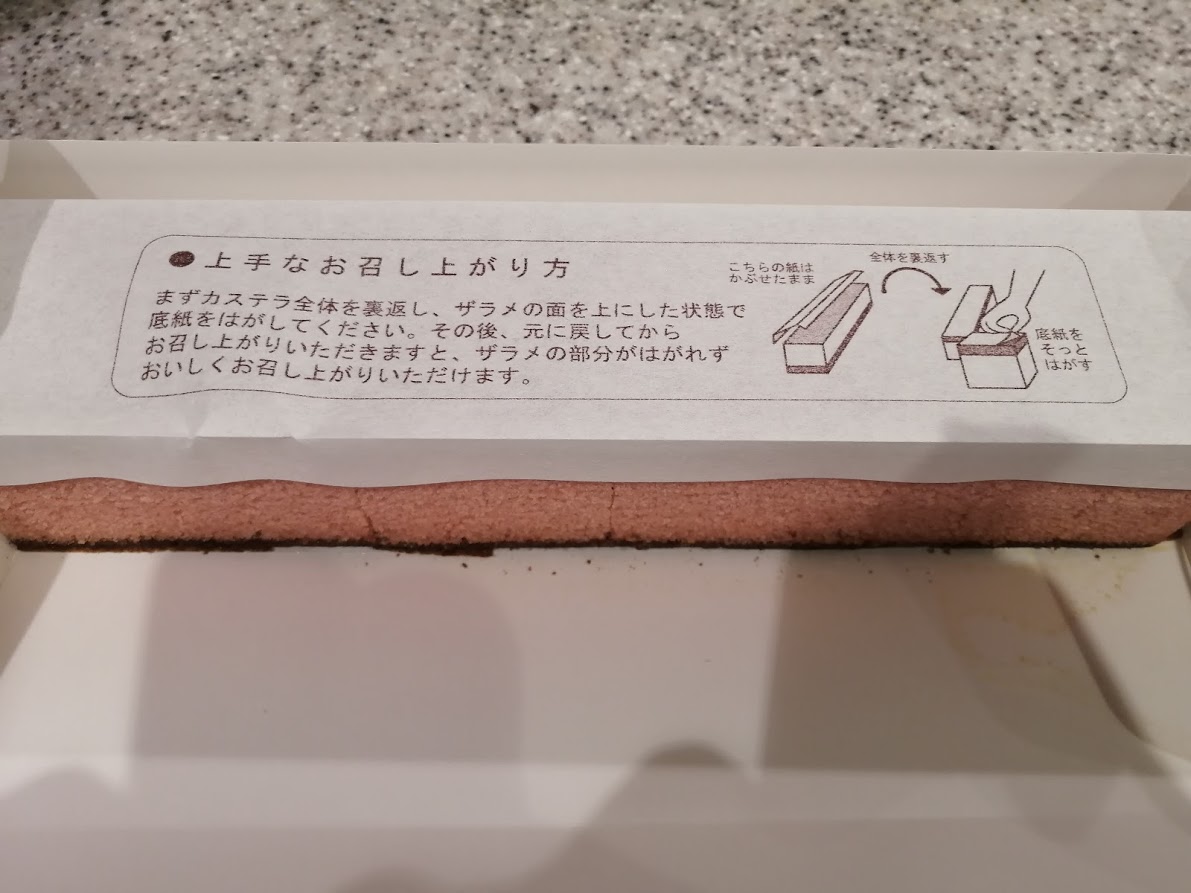 上手なお召し上がり方
まずカステラ全体を裏返し、ザラメの面を上にした状態で
底紙をはがしてください。その後、元に戻してから
お召し上がりいただきますと、ザラメの部分がはがれず
おいしくお召し上がりいただけます。
こちらの紙は
かぶせたまま
全体を裏返す
底紙を
そっと
はがす